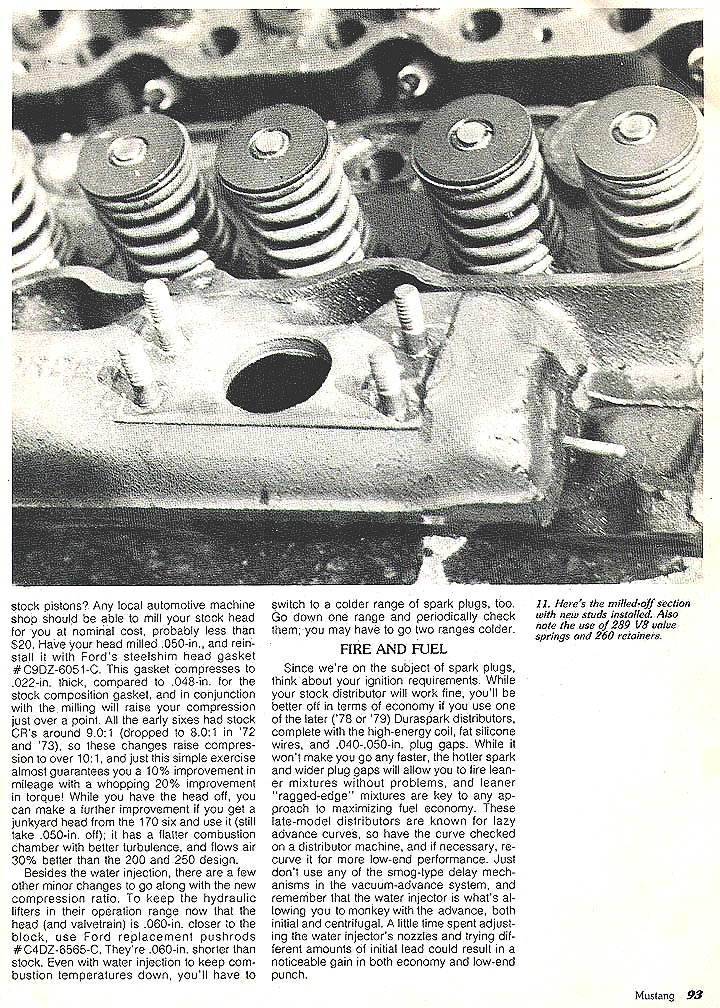 stock pistons? Any local automotive machine
shop should be able to mill your stock head
for you at nominal cost, probably less than
$20. Have your head milled .050-in., and rein-
stall it with Ford's steelshim head gasket
#C9DZ-6051-C. This gasket compresses to
.022-in. thick, compared to .048-in. for the
stock composition gasket, and in conjunction
with the milling will raise your compression
just over a point. All the early sixes had stock
CR's around 9.0:1 (dropped to 8.0:1 in '72
and '73), so these changes raise compres-
sion to over 10:1, and just this simple exercise
almost guarantees you a 10% improvement in
mileage with a whopping 20% improvement
in torque! While you have the head off, you
can make a further improvement if you get a
junkyard head from the 170 six and use it (still
take .050-in. off); it has a flatter combustion
chamber with better turbulence, and flows air
30% better than the 200 and 250 design.
Besides the water injection, there are a few
other minor changes to go along with the new
compression ratio. To keep the hydraulic
lifters in their operation range now that the
head (and valvetrain) is .060-in. closer to the
block, use Ford replacement pushrods
#C4DZ-6565-C. They're .060-in. shorter than
stock. Even with water injection to keep com-
bustion temperatures down, you'll have to
switch to a colder range of spark plugs, too.
Go down one range and periodically check
them; you may have to go two ranges colder.
FIRE AND FUEL
Since we're on the subject of spark plugs,
think about your ignition requirements. While
your stock distributor will work fine, you'll be
better off in terms of economy if you use one
of the later ('78 or '79) Duraspark distributors,
complete with the high-energy coil, fat silicone
wires, and .040-.050-in. plug gaps. While it
won't make you go any faster, the hotter spark
and wider plug gaps will allow you to fire lean-
er mixtures without problems, and leaner
"ragged-edge" mixtures are key to any ap-
proach to maximizing fuel economy. These
late-model distributors are known for lazy
advance curves, so have the curve checked
on a distributor machine, and if necessary, re-
curve it for more low-end performance. Just
don't use any of the smog-type delay mech-
anisms in the vacuum-advance system, and
remember that the water injector is what's al-
lowing you to monkey with the advance, both
initial and centrifugal. A little time spent adjust-
ing the water injector's nozzles and trying dif-
ferent amounts of initial lead could result in a
noticeable gain in both economy and low-end
punch.
11. Here's the milled-off section
with new studs installed. Also
note the use of 289 V8 valve
springs and 260 retainers.
Mustang 93